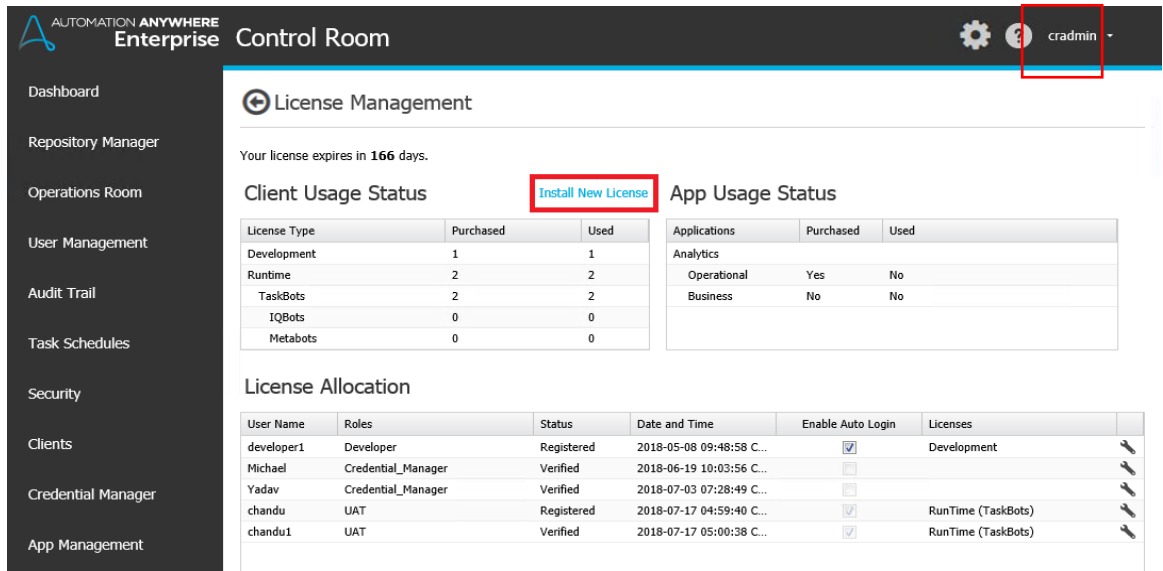 AUTOMATION ANYWHERE
Enterprise Control Room
? cradmin
Dashboard
Repository Manager
Operations Room
User Management
Audit Trail
Task Schedules
Security
Clients
Credential Manager
App Management
License Management
Your license expires in 166 days.
Client Usage Status Install New License
License Type Purchased Used
Development 1 1
Runtime 2 2
TaskBots 2 2
IQBots 0 0
Metabots 0 0
App Usage Status
Applications Purchased Used
Analytics
Operational Yes No
Business No No
License Allocation
User Name Roles Status Date and Time Enable Auto Login Licenses
developer1 Developer Registered 2018-05-08 09:48:58 C... Development
Michael Credential_Manager Verified 2018-06-19 10:03:56 C...
Yadav Credential_Manager Verified 2018-07-03 07:28:49 C...
chandu UAT Registered 2018-07-17 04:59:40 C... RunTime (TaskBots)
chandu1 UAT Verified 2018-07-17 05:00:38 C... RunTime (TaskBots)